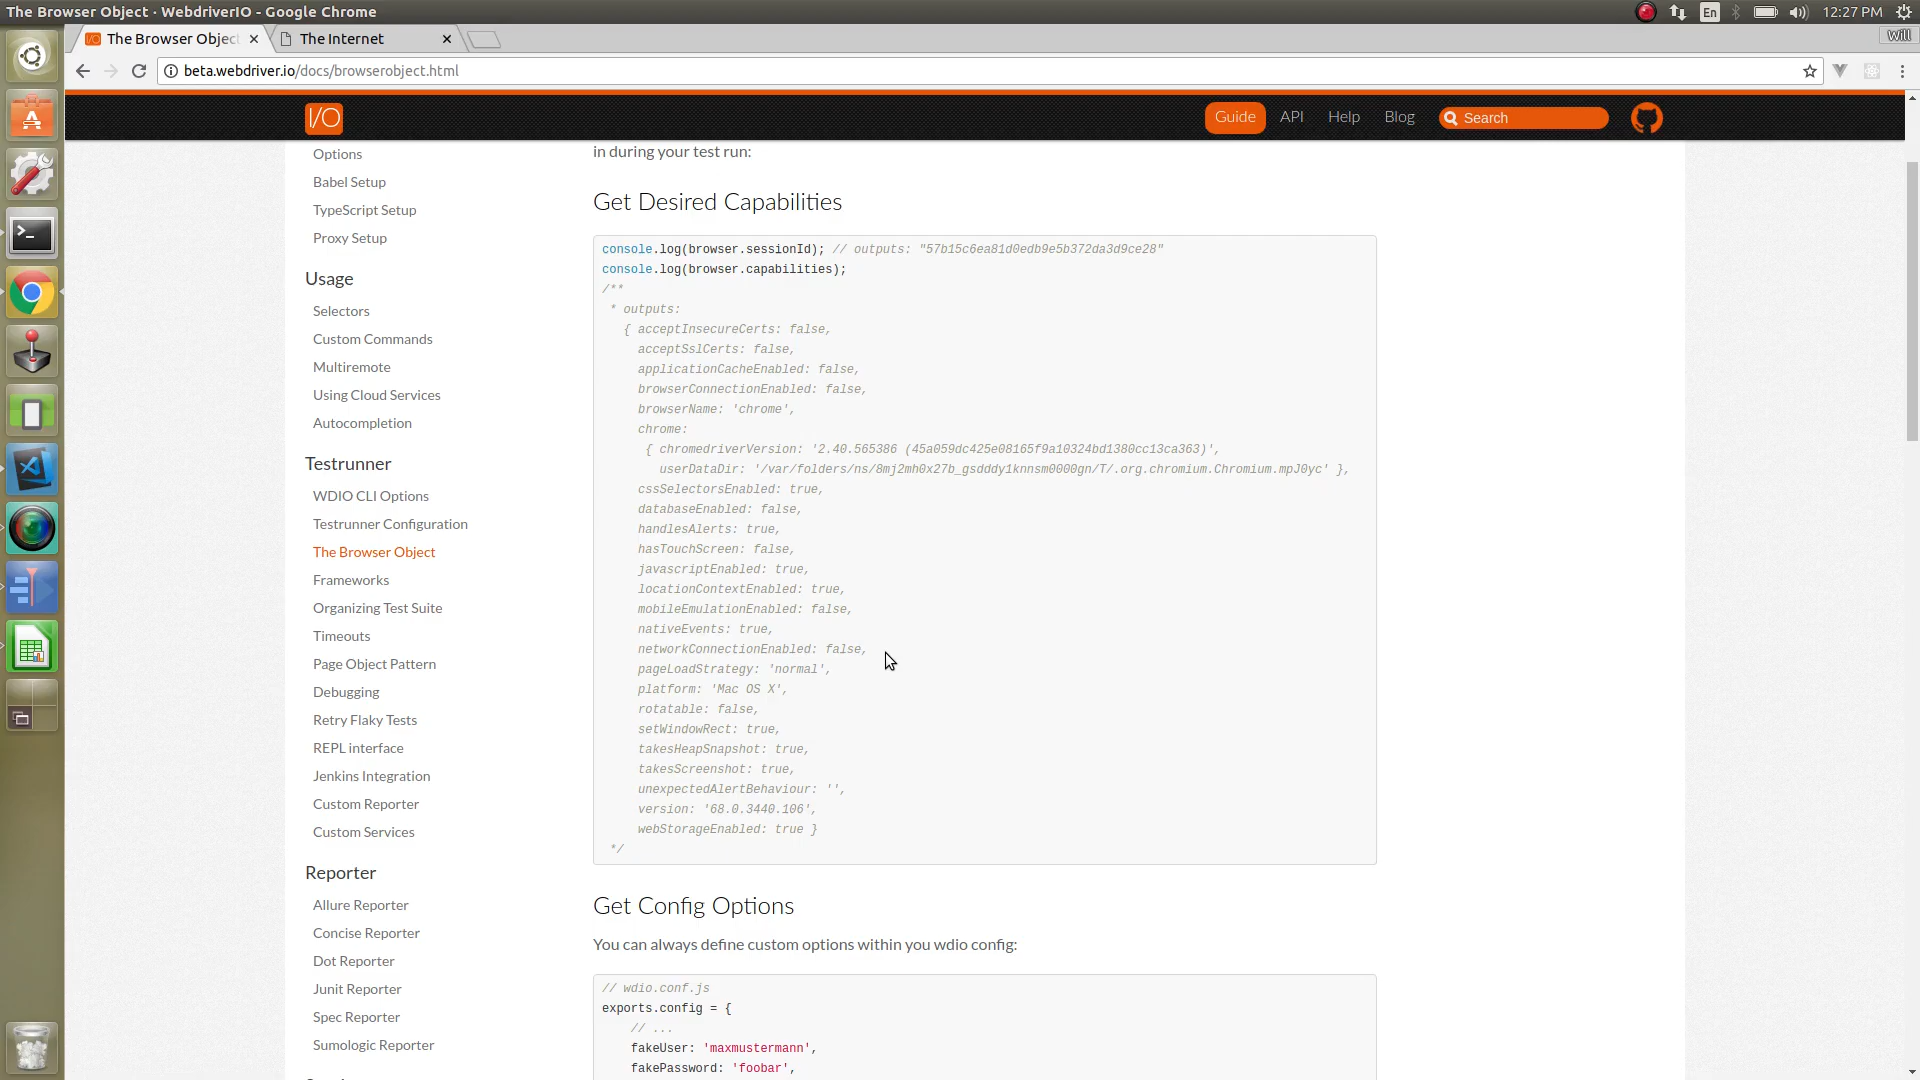 The Browser Object · WebdriverIO - Google Chrome
En
12:27 PM
The Browser Objec
The Internet
Will
beta.webdriver.io/docs/browserobject.html
I/O
Guide
API
Help
Blog
Search
Options
Babel Setup
TypeScript Setup
Proxy Setup
Usage
Selectors
Custom Commands
Multiremote
Using Cloud Services
Autocompletion
Testrunner
WDIO CLI Options
Testrunner Configuration
The Browser Object
Frameworks
Organizing Test Suite
Timeouts
Page Object Pattern
Debugging
Retry Flaky Tests
REPL interface
Jenkins Integration
Custom Reporter
Custom Services
Reporter
Allure Reporter
Concise Reporter
Dot Reporter
Junit Reporter
Spec Reporter
Sumologic Reporter
in during your test run:
Get Desired Capabilities
console.log(browser.sessionId); // outputs: "57b15c6ea81d0edb9e5b372da3d9ce28"
console.log(browser.capabilities);
/**
* outputs:
{ acceptInsecureCerts: false,
acceptSslCerts: false,
applicationCacheEnabled: false,
browserConnectionEnabled: false,
browserName: 'chrome',
chrome:
{ chromedriverVersion: '2.40.565386 (45a059dc425e08165f9a10324bd1380cc13ca363)',
userDataDir: '/var/folders/ns/8mj2mh0x27b_gsdddy1knnsm0000gn/T/.org.chromium.Chromium.mpJ0yc' },
cssSelectorsEnabled: true,
databaseEnabled: false,
handlesAlerts: true,
hasTouchScreen: false,
javascriptEnabled: true,
locationContextEnabled: true,
mobileEmulationEnabled: false,
nativeEvents: true,
networkConnectionEnabled: false,
pageLoadStrategy: 'normal',
platform: 'Mac OS X',
rotatable: false,
setWindowRect: true,
takesHeapSnapshot: true,
takesScreenshot: true,
unexpectedAlertBehaviour: '',
version: '68.0.3440.106',
webStorageEnabled: true }
*/
Get Config Options
You can always define custom options within you wdio config:
// wdio.conf.js
exports.config = {
// ...
fakeUser: 'maxmustermann',
fakePassword: 'foobar',